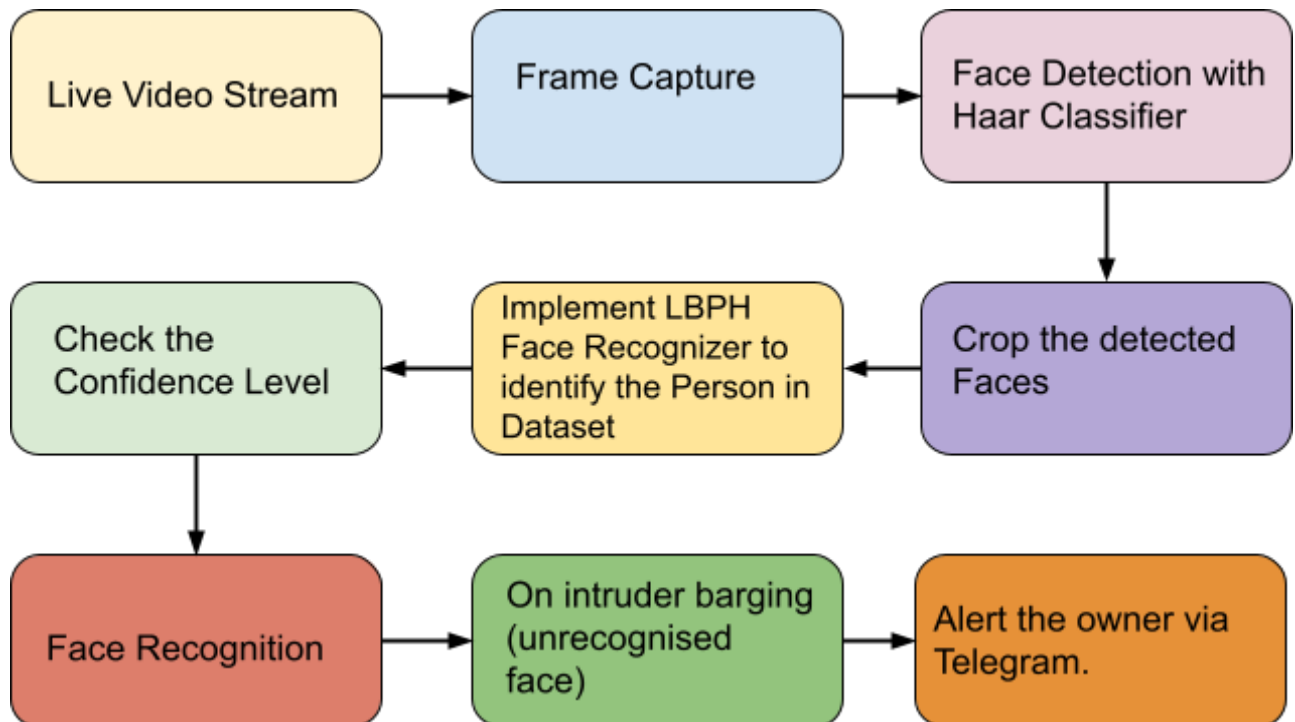 Live Video Stream
Frame Capture
Face Detection with
Haar Classifier
Crop the detected
Faces
Implement LBPH
Face Recognizer to
identify the Person in
Dataset
Check the
Confidence Level
Face Recognition
On intruder barging
(unrecognised
face)
Alert the owner via
Telegram.